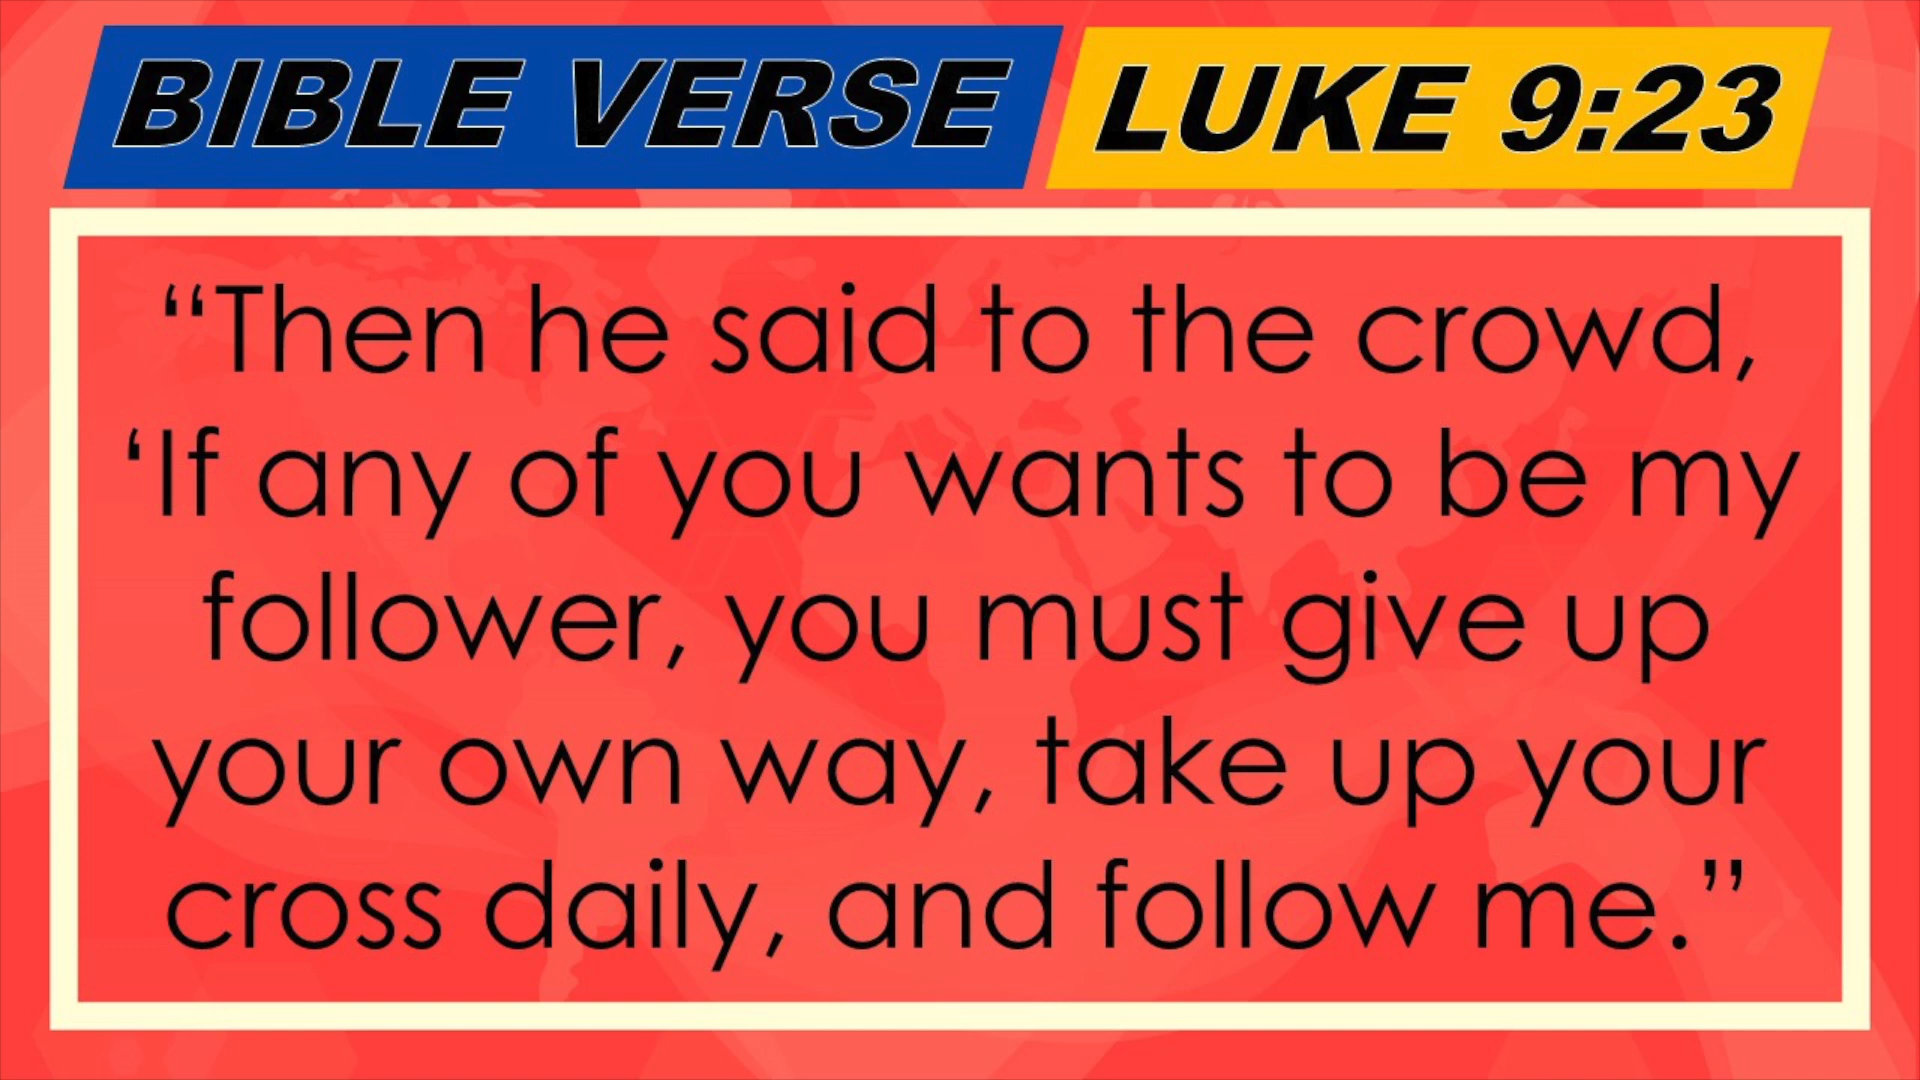 BIBLE VERSE LUKE 9:23
“Then he said to the crowd,
‘If any of you wants to be my
follower, you must give up
your own way, take up your
cross daily, and follow me.”